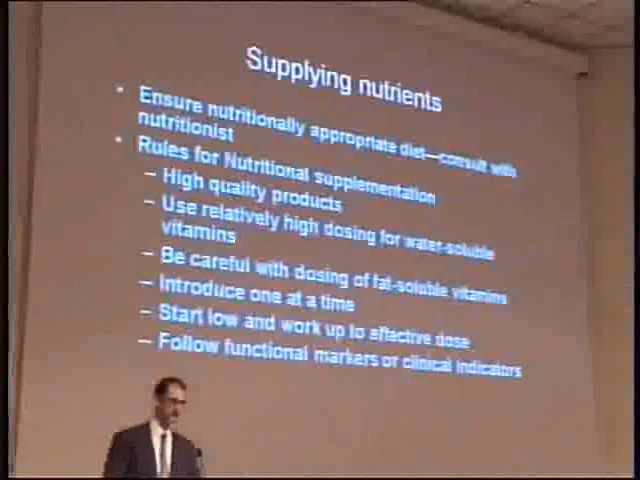 Supplying nutrients
• Ensure nutritionally appropriate diet—consult with
nutritionist
• Rules for Nutritional supplementation
– High quality products
– Use relatively high dosing for water-soluble
vitamins
– Be careful with dosing of fat-soluble vitamins
– Introduce one at a time
– Start low and work up to effective dose
– Follow functional markers or clinical indicators